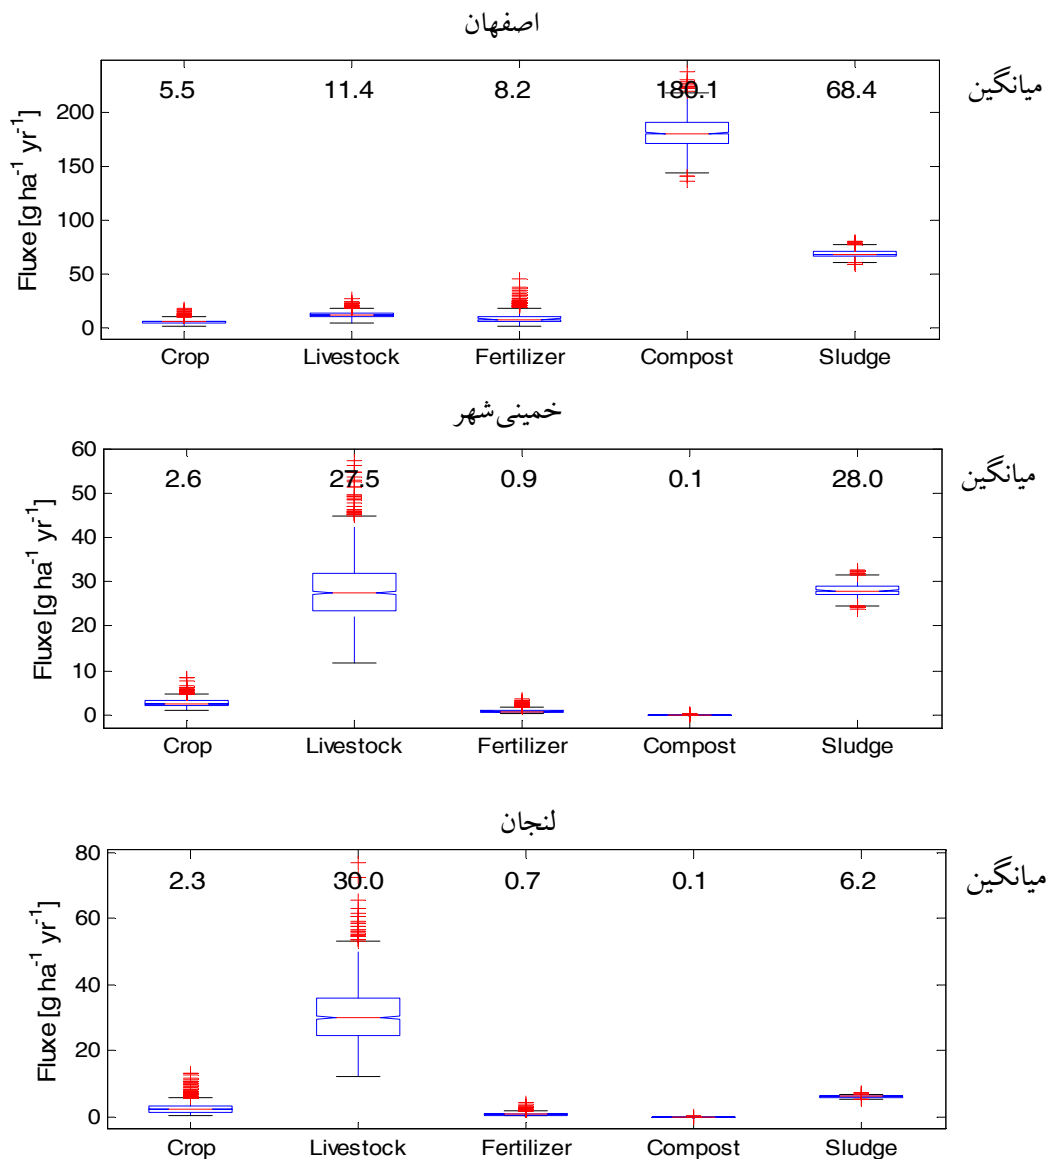 اصفهان
5.5 11.4 8.2 180.1 68.4 میانگین
Fluxe [g ha-1 yr-1]
200
150
100
50
0
Crop Livestock Fertilizer Compost Sludge
خمینی‌شهر
60
2.6 27.5 0.9 0.1 28.0 میانگین
Fluxe [g ha-1 yr-1]
50
40
30
20
10
0
Crop Livestock Fertilizer Compost Sludge
لنجان
80
2.3 30.0 0.7 0.1 6.2 میانگین
Fluxe [g ha-1 yr-1]
60
40
20
0
Crop Livestock Fertilizer Compost Sludge